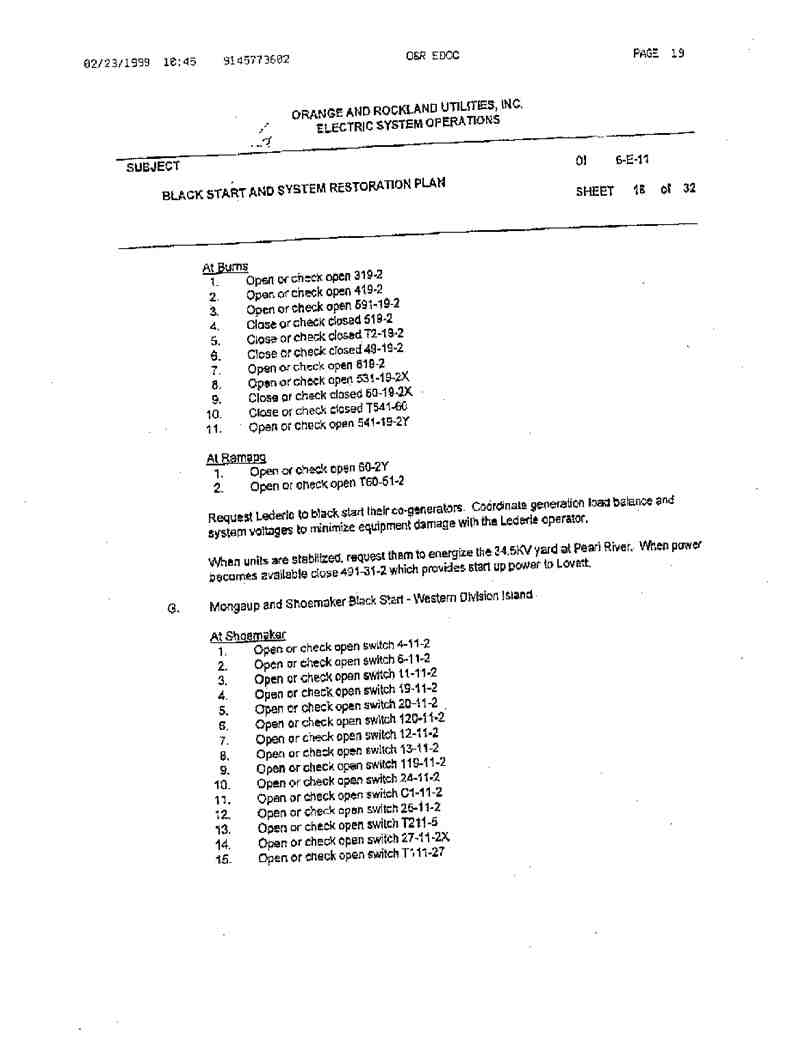 02/23/1999 10:45 9145773602 O&R EDOC PAGE 19
ORANGE AND ROCKLAND UTILITIES, INC.
ELECTRIC SYSTEM OPERATIONS
SUBJECT OI 6-E-11
BLACK START AND SYSTEM RESTORATION PLAN SHEET 18 of 32
At Burns
1. Open or check open 319-2
2. Open or check open 419-2
3. Open or check open 591-19-2
4. Close or check closed 519-2
5. Close or check closed T2-19-2
6. Close or check closed 49-19-2
7. Open or check open 619-2
8. Open or check open 531-19-2X
9. Close or check closed 60-19-2X
10. Close or check closed T541-60
11. Open or check open 541-19-2Y
At Ramapo
1. Open or check open 60-2Y
2. Open or check open T60-51-2
Request Lederle to black start their co-generators. Coordinate generation load balance and
system voltages to minimize equipment damage with the Lederle operator.
When units are stabilized, request them to energize the 34.5KV yard at Pearl River. When power
becomes available close 491-31-2 which provides start up power to Lovett.
G. Mongaup and Shoemaker Black Start - Western Division Island
At Shoemaker
1. Open or check open switch 4-11-2
2. Open or check open switch 6-11-2
3. Open or check open switch 11-11-2
4. Open or check open switch 19-11-2
5. Open or check open switch 20-11-2
6. Open or check open switch 120-11-2
7. Open or check open switch 12-11-2
8. Open or check open switch 13-11-2
9. Open or check open switch 119-11-2
10. Open or check open switch 24-11-2
11. Open or check open switch C1-11-2
12. Open or check open switch 26-11-2
13. Open or check open switch T211-5
14. Open or check open switch 27-11-2X
15. Open or check open switch T111-27